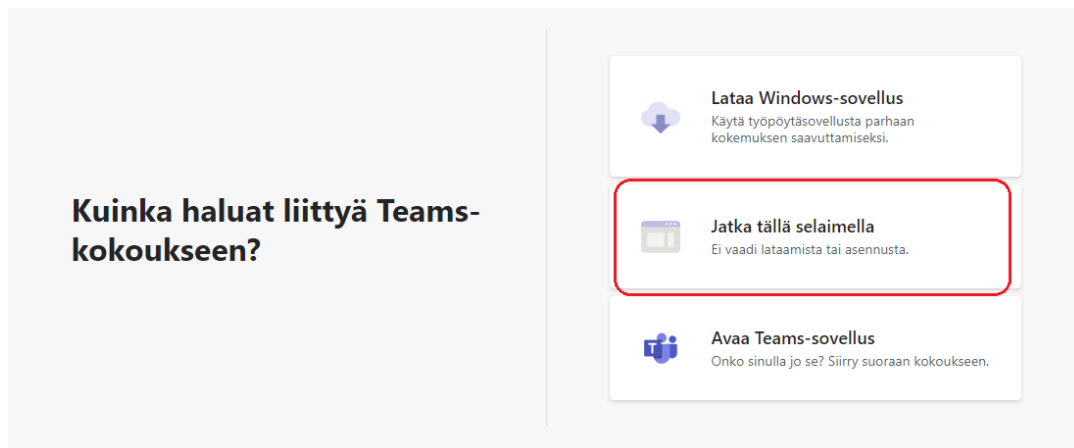 Kuinka haluat liittyä Teams-
kokoukseen?
Lataa Windows-sovellus
Käytä työpöytäsovellusta parhaan
kokemuksen saavuttamiseksi.
Jatka tällä selaimella
Ei vaadi lataamista tai asennusta.
T
Avaa Teams-sovellus
Onko sinulla jo se? Siirry suoraan kokoukseen.